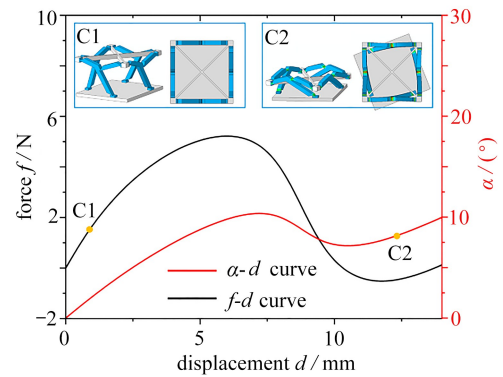 C1
C2
10
6
2
−2
force f / N
C1
C2
α- d curve
f-d curve
0
5
10
displacement d / mm
30
20
10
0
α / (°)